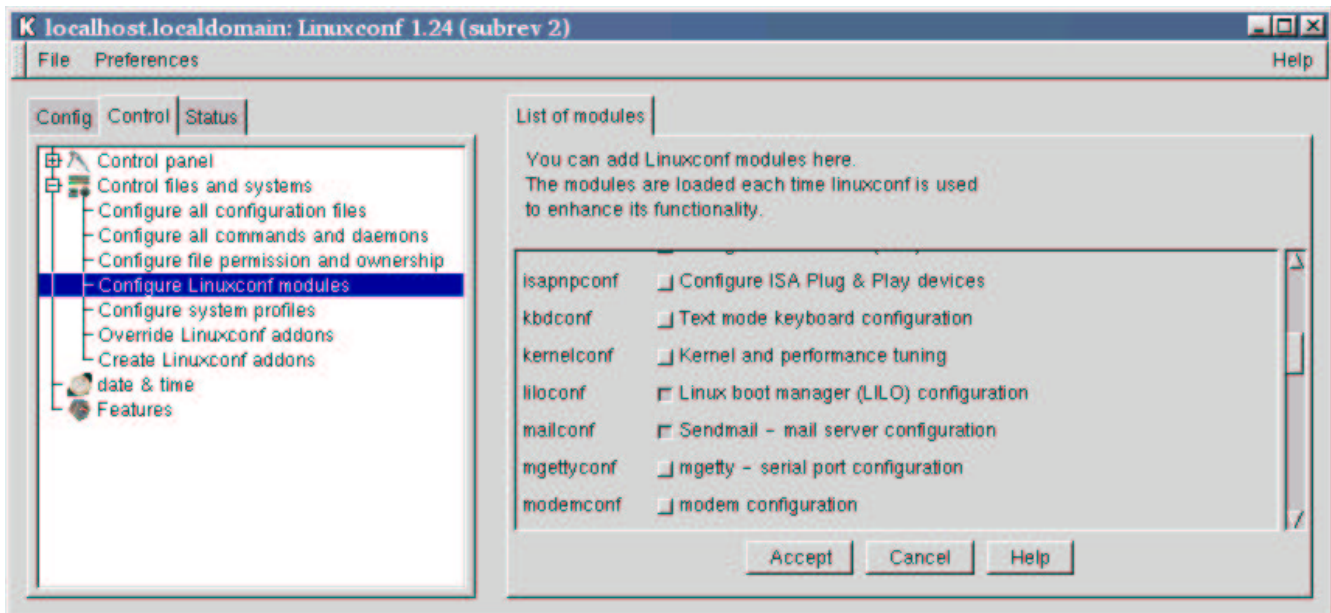 K localhost.localdomain: Linuxconf 1.24 (subrev 2)
File Preferences Help
Config Control Status
Control panel
Control files and systems
Configure all configuration files
Configure all commands and daemons
Configure file permission and ownership
Configure Linuxconf modules
Configure system profiles
Override Linuxconf addons
Create Linuxconf addons
date & time
Features
List of modules
You can add Linuxconf modules here.
The modules are loaded each time linuxconf is used
to enhance its functionality.
isapnpconf Configure ISA Plug & Play devices
kbdconf Text mode keyboard configuration
kernelconf Kernel and performance tuning
liloconf Linux boot manager (LILO) configuration
mailconf Sendmail - mail server configuration
mgettyconf mgetty - serial port configuration
modemconf modem configuration
Accept Cancel Help